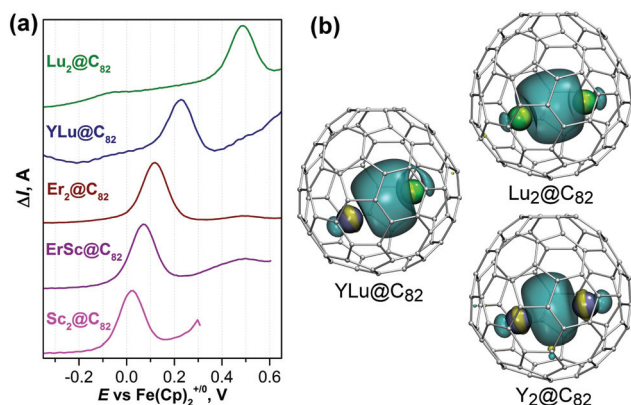 (a)
Lu₂@C₈₂
YLu@C₈₂
Er₂@C₈₂
ErSc@C₈₂
Sc₂@C₈₂
ΔI, A
-0.2 0.0 0.2 0.4 0.6
E vs Fe(Cp)₂⁺/⁰, V
(b)
YLu@C₈₂
Lu₂@C₈₂
Y₂@C₈₂